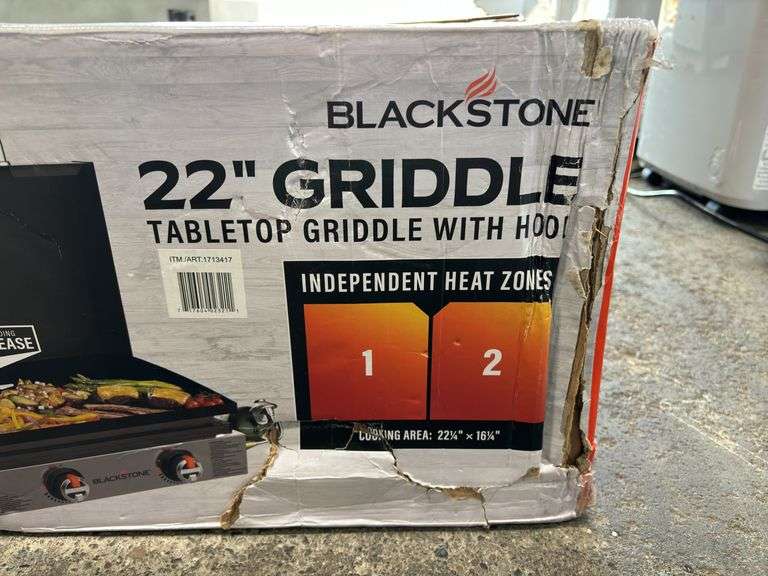 BLACKSTONE
22" GRIDDLE
TABLETOP GRIDDLE WITH HOO
ITM./ART.1713417
INDEPENDENT HEAT ZONES
1 2
EASE
COOKING AREA: 22¼" × 16¼"
BLACKSTONE